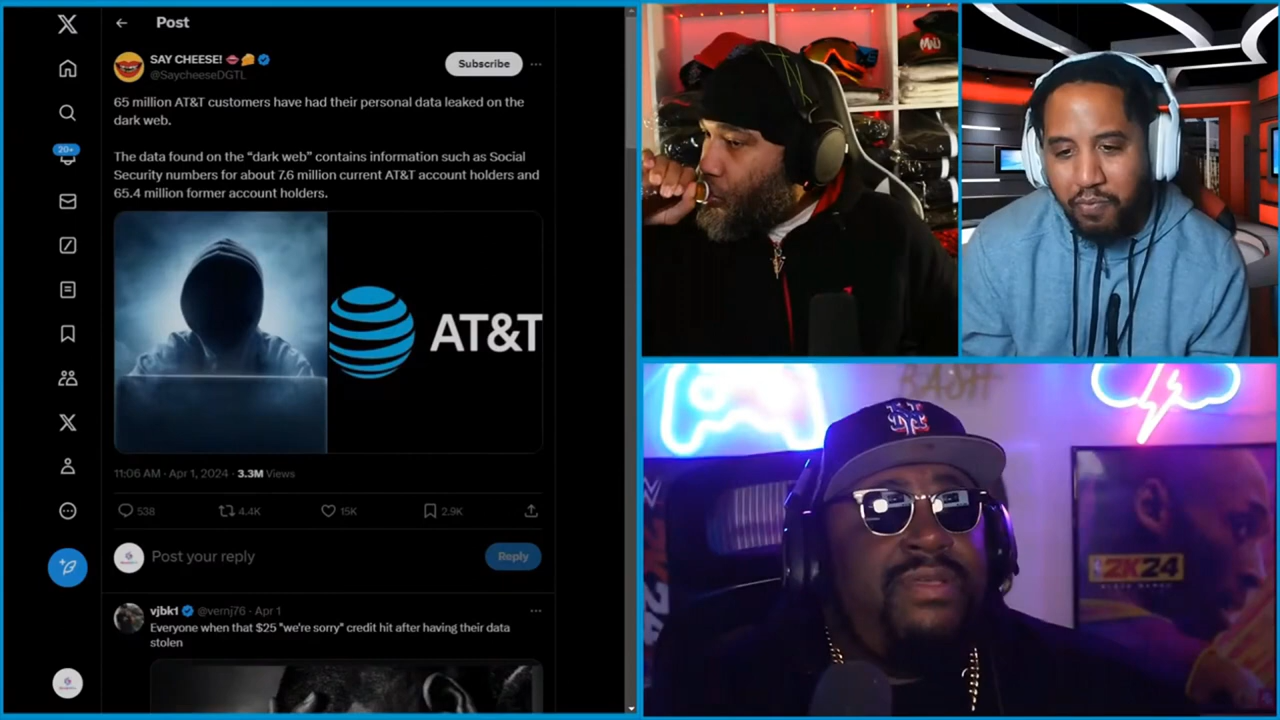 Post
SAY CHEESE!
@SaycheeseDGTL
Subscribe
65 million AT&T customers have had their personal data leaked on the
dark web.
The data found on the “dark web” contains information such as Social
Security numbers for about 7.6 million current AT&T account holders and
65.4 million former account holders.
AT&T
11:06 AM · Apr 1, 2024 · 3.3M Views
538
4.4K
15K
2.9K
20+
Post your reply
Reply
vjbk1 @vernj76 · Apr 1
Everyone when that $25 "we're sorry" credit hit after having their data
stolen
BASH
NY
2K24